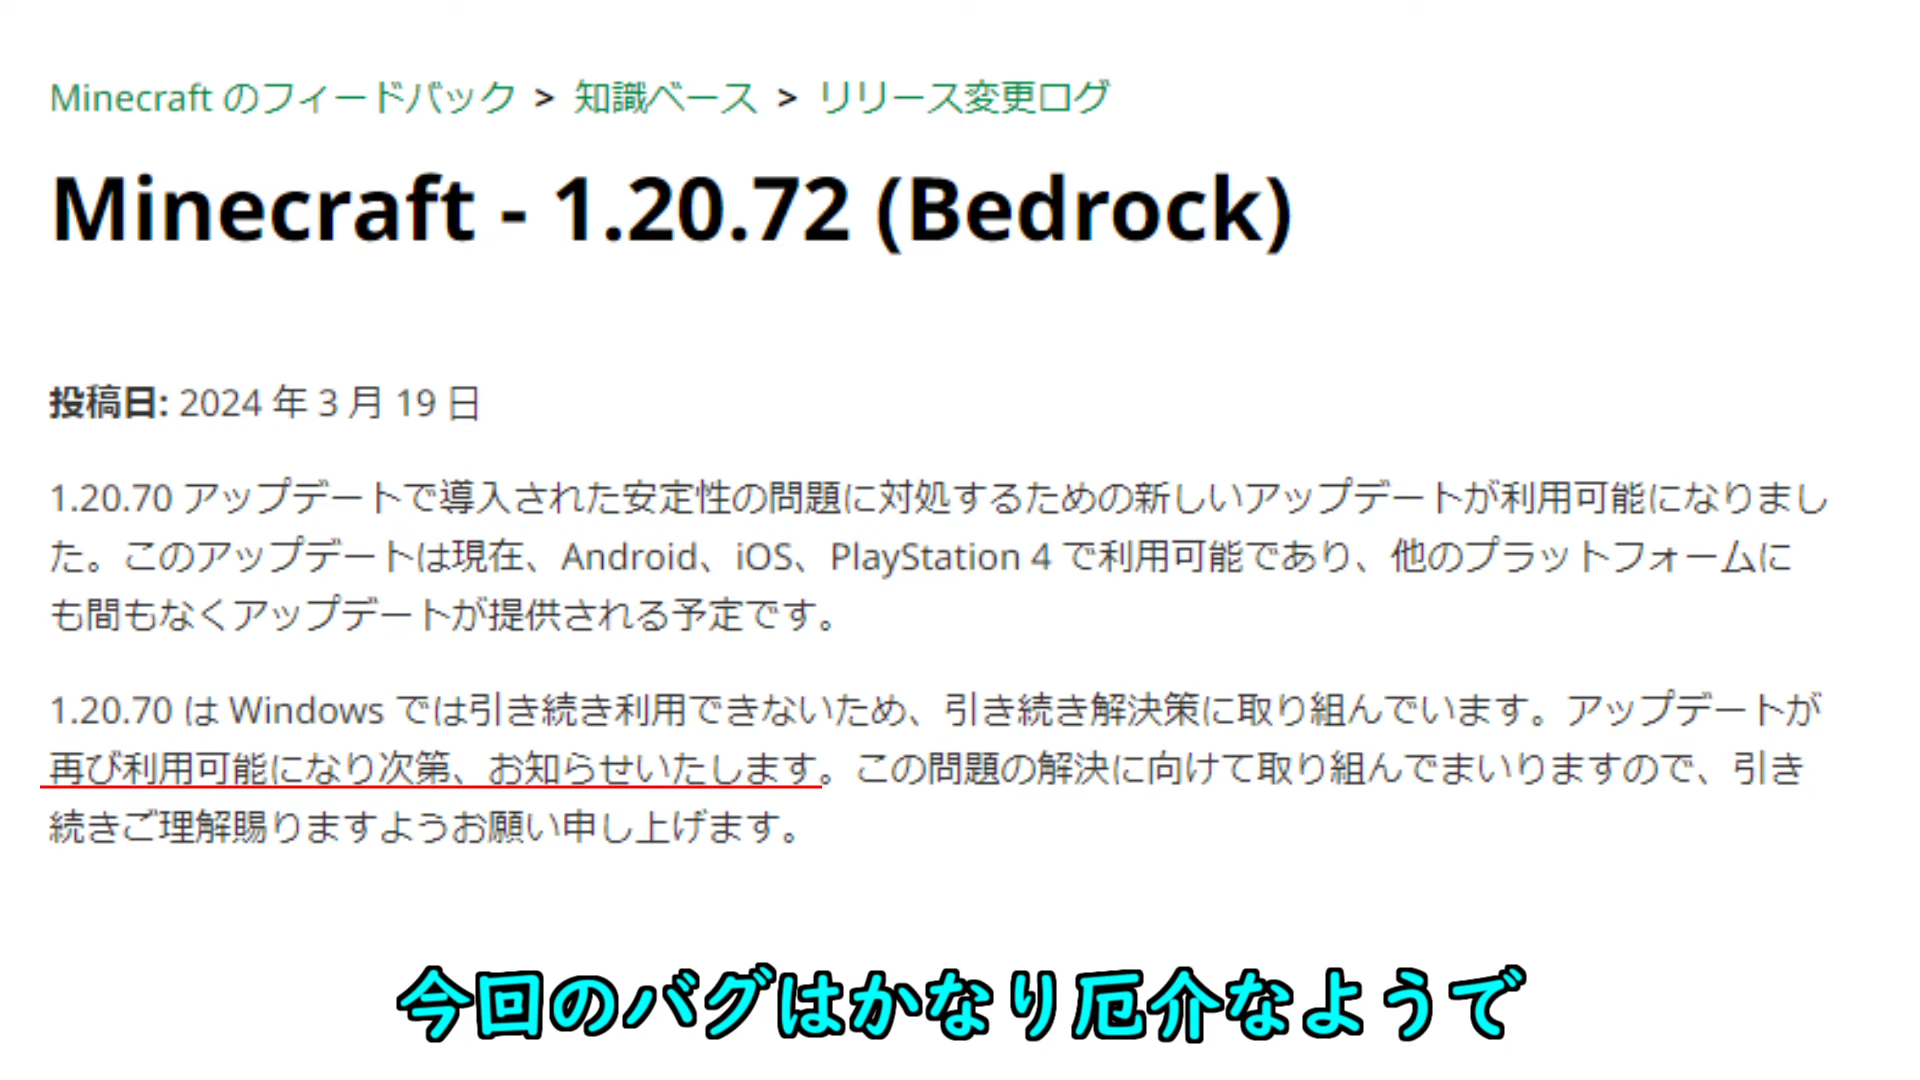 Minecraft のフィードバック > 知識ベース > リリース変更ログ
Minecraft - 1.20.72 (Bedrock)
投稿日: 2024 年 3 月 19 日
1.20.70 アップデートで導入された安定性の問題に対処するための新しいアップデートが利用可能になりまし
た。このアップデートは現在、Android、iOS、PlayStation 4 で利用可能であり、他のプラットフォームに
も間もなくアップデートが提供される予定です。
1.20.70 は Windows では引き続き利用できないため、引き続き解決策に取り組んでいます。アップデートが
再び利用可能になり次第、お知らせいたします。この問題の解決に向けて取り組んでまいりますので、引き
続きご理解賜りますようお願い申し上げます。
今回のバグはかなり厄介なようで